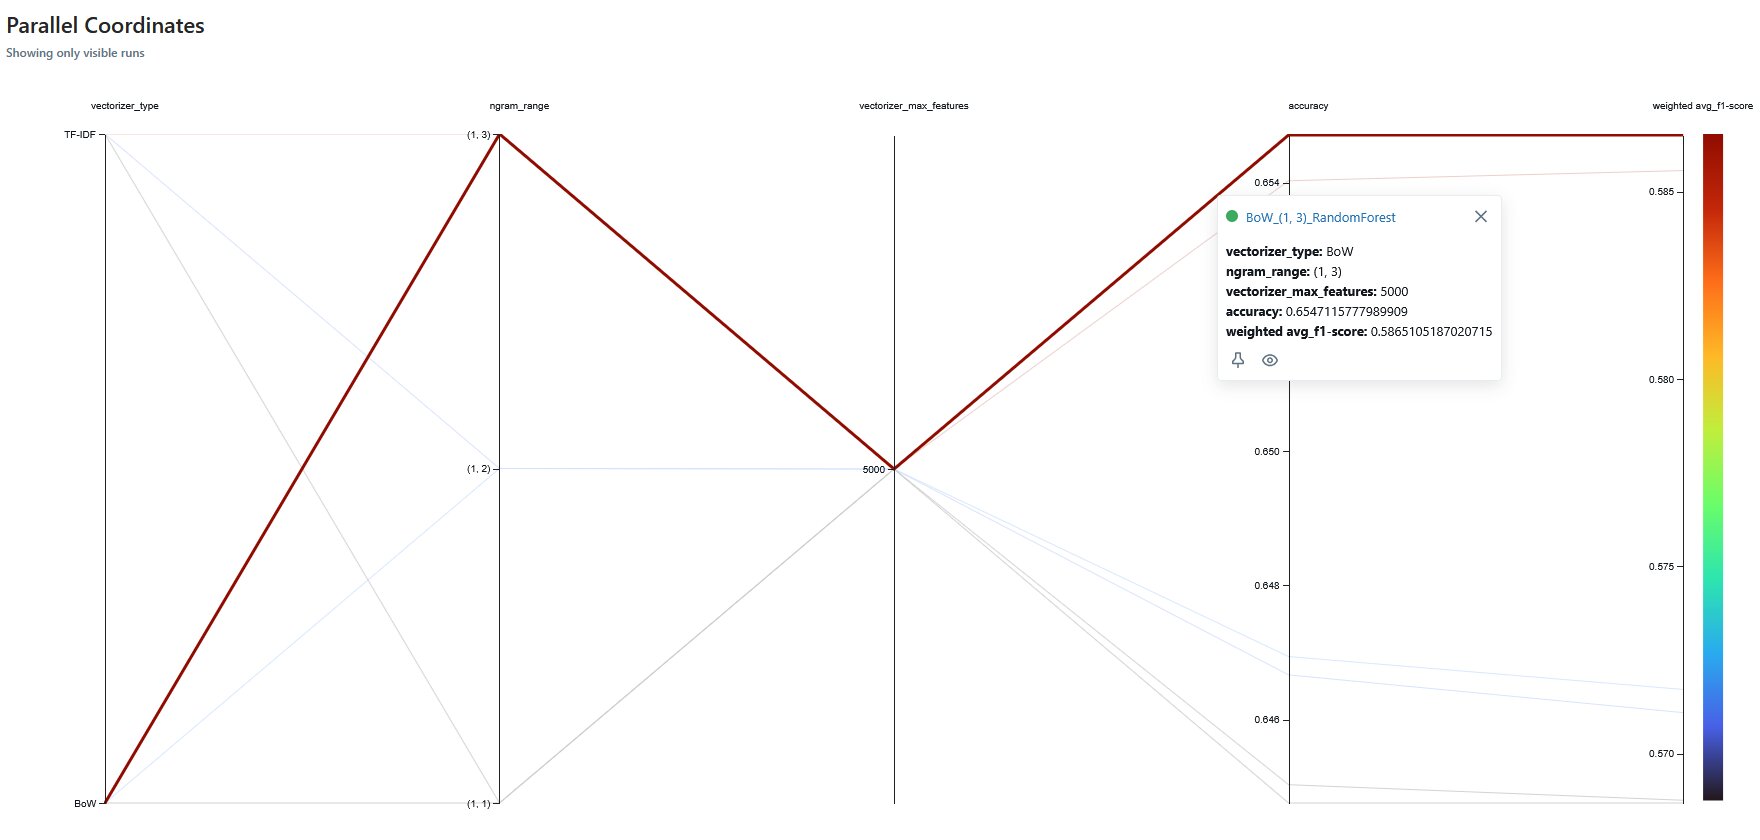 Parallel Coordinates
Showing only visible runs
vectorizer_type ngram_range vectorizer_max_features accuracy weighted avg_f1-score
TF-IDF (1, 3)
0.654 0.585
BoW_(1, 3)_RandomForest
vectorizer_type: BoW
ngram_range: (1, 3)
vectorizer_max_features: 5000
accuracy: 0.6547115777989909
weighted avg_f1-score: 0.5865105187020715
0.580
0.650
(1, 2) 5000
0.575
0.648
0.646
0.570
BoW (1, 1)